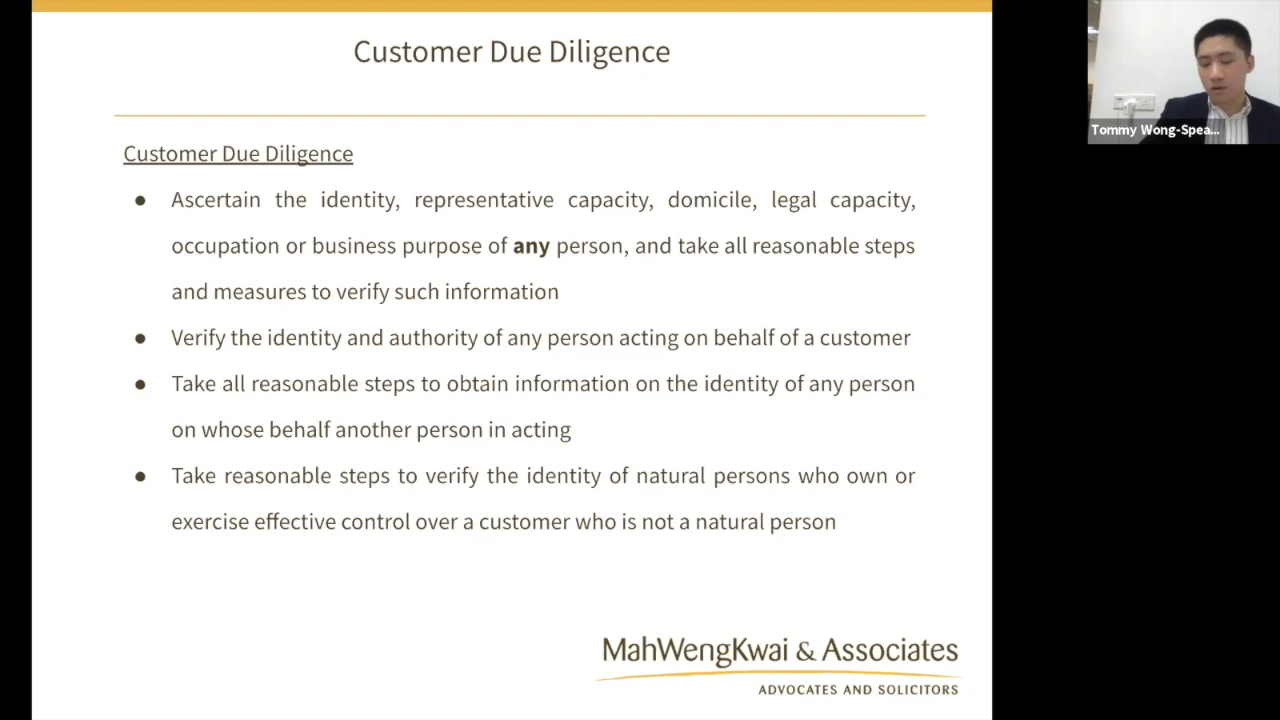 Customer Due Diligence
Customer Due Diligence
● Ascertain the identity, representative capacity, domicile, legal capacity,
occupation or business purpose of any person, and take all reasonable steps
and measures to verify such information
● Verify the identity and authority of any person acting on behalf of a customer
● Take all reasonable steps to obtain information on the identity of any person
on whose behalf another person in acting
● Take reasonable steps to verify the identity of natural persons who own or
exercise effective control over a customer who is not a natural person
MahWengKwai & Associates
ADVOCATES AND SOLICITORS
Tommy Wong-Spea...